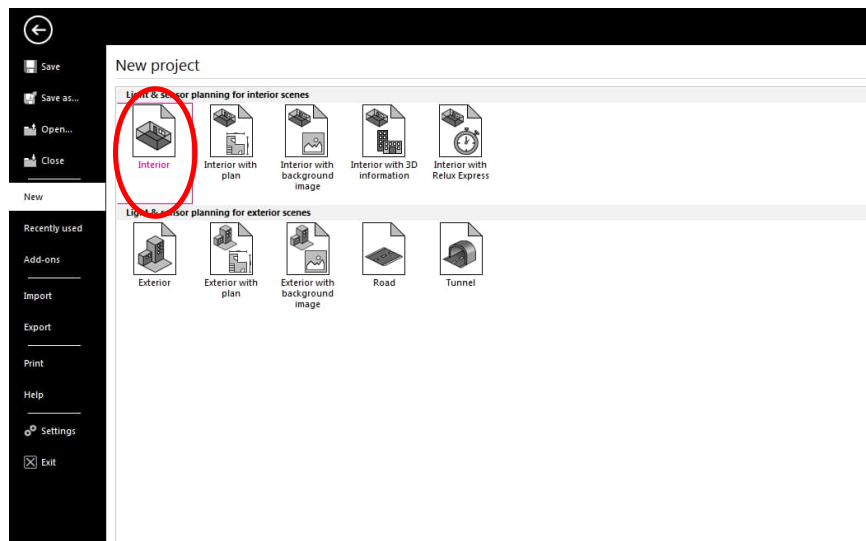 New project
Save
Save as...
Open...
Close
New
Recently used
Add-ons
Import
Export
Print
Help
Settings
Exit
Light & sensor planning for interior scenes
Interior
Interior with
plan
Interior with
background
image
Interior with 3D
information
Interior with
Relux Express
Light & sensor planning for exterior scenes
Exterior
Exterior with
plan
Exterior with
background
image
Road
Tunnel